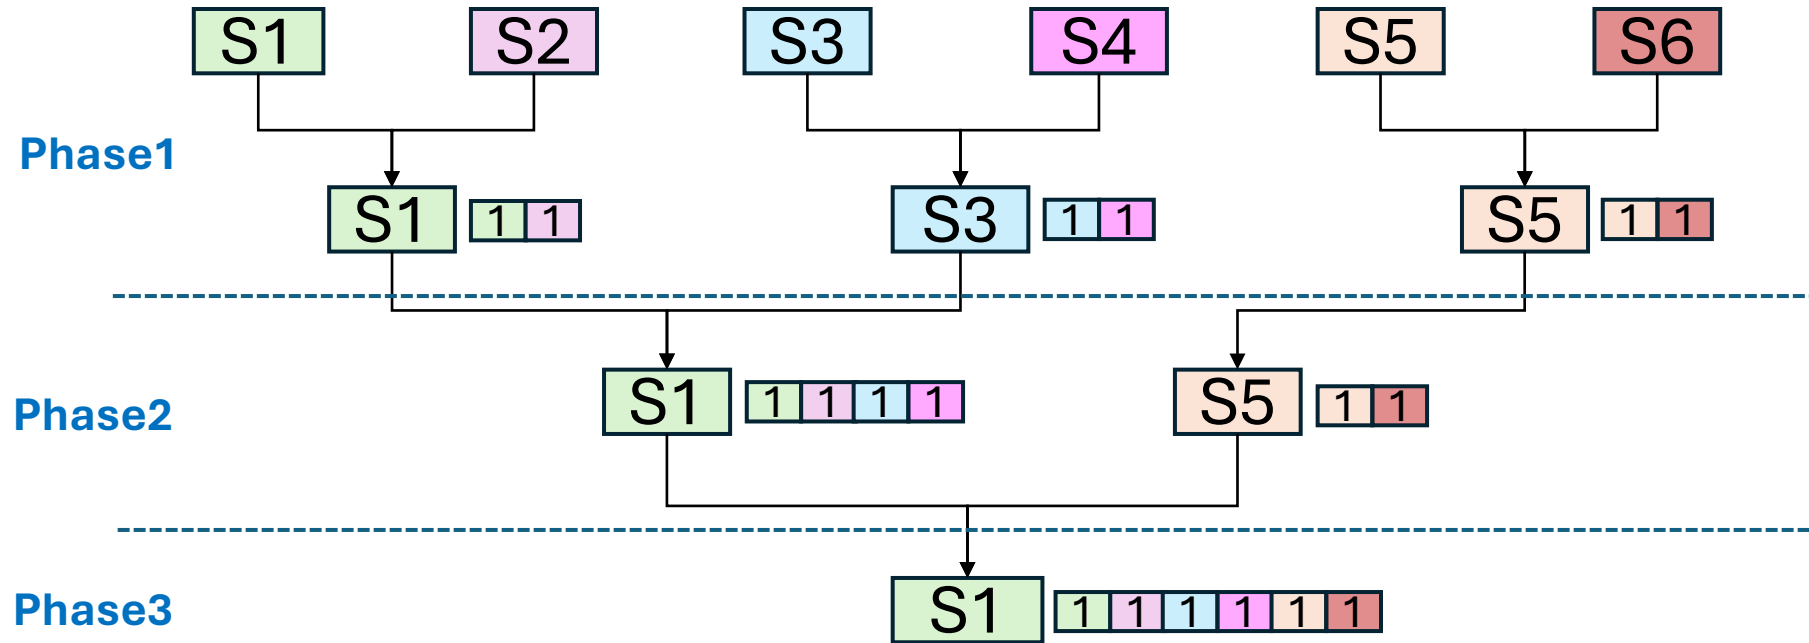 S1 S2 S3 S4 S5 S6
Phase1
S1 1 1 S3 1 1 S5 1 1
Phase2
S1 1 1 1 1 S5 1 1
Phase3
S1 1 1 1 1 1 1